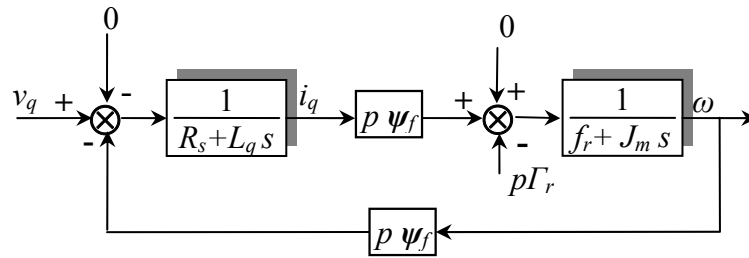 0
0
v_q + - 1 i_q + + 1 ω
R_s+L_q s p ψ_f f_r+ J_m s
- -
pΓ_r
p ψ_f